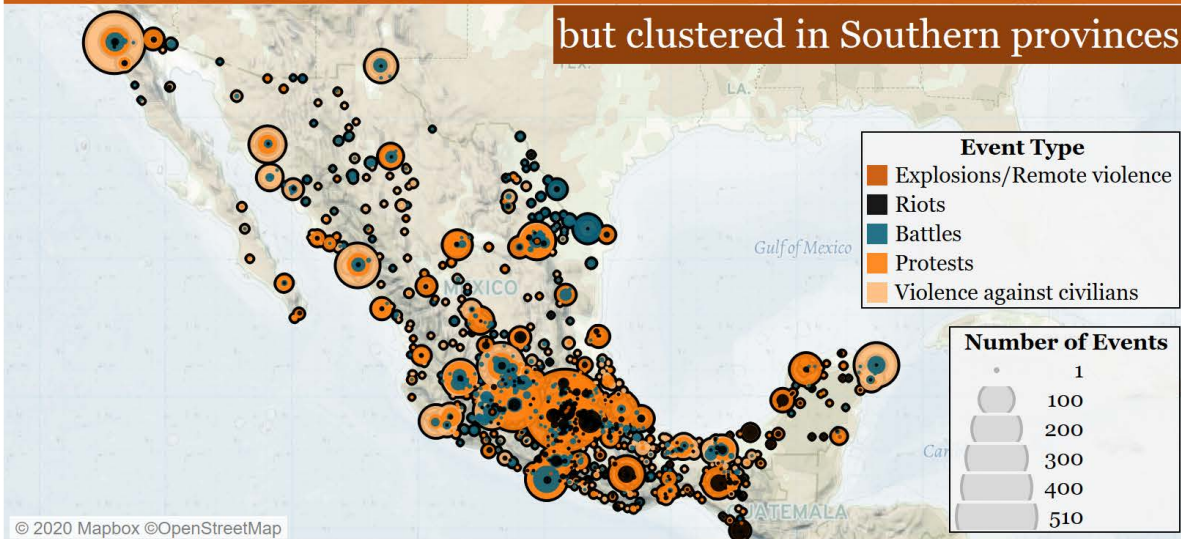 but clustered in Southern provinces
TEX.
LA.
Event Type
Explosions/Remote violence
Riots
Battles
Protests
Violence against civilians
Gulf of Mexico
MEXICO
Number of Events
1
100
200
300
400
510
Car
GUATEMALA
© 2020 Mapbox ©OpenStreetMap